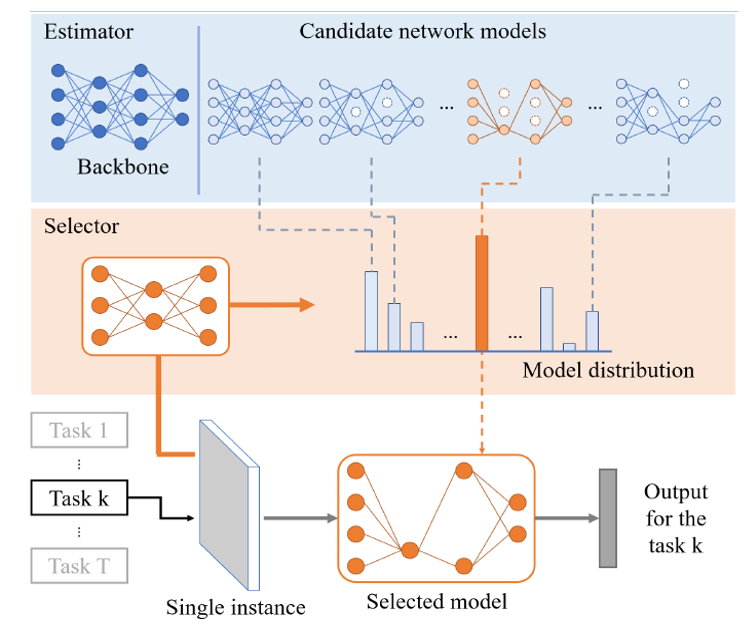 Estimator
Candidate network models
...
...
Backbone
Selector
...
...
Model distribution
Task 1
...
Task k
...
Task T
Single instance
Selected model
Output
for the
task k